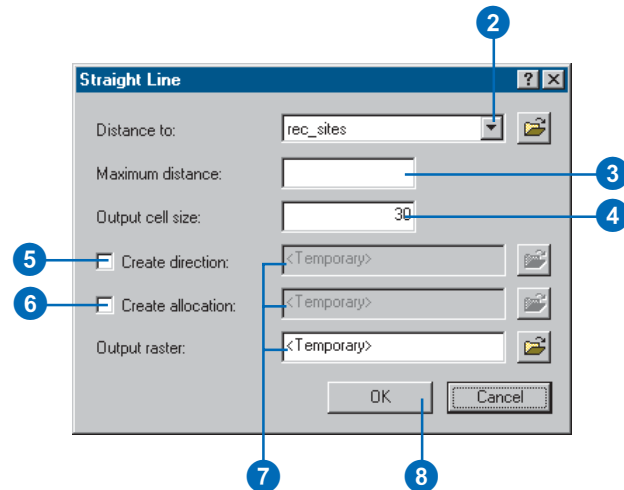 2
Straight Line ? ×
Distance to: rec_sites
Maximum distance: 3
Output cell size: 30 4
5 Create direction: <Temporary>
6 Create allocation: <Temporary>
Output raster: <Temporary>
OK Cancel
7 8